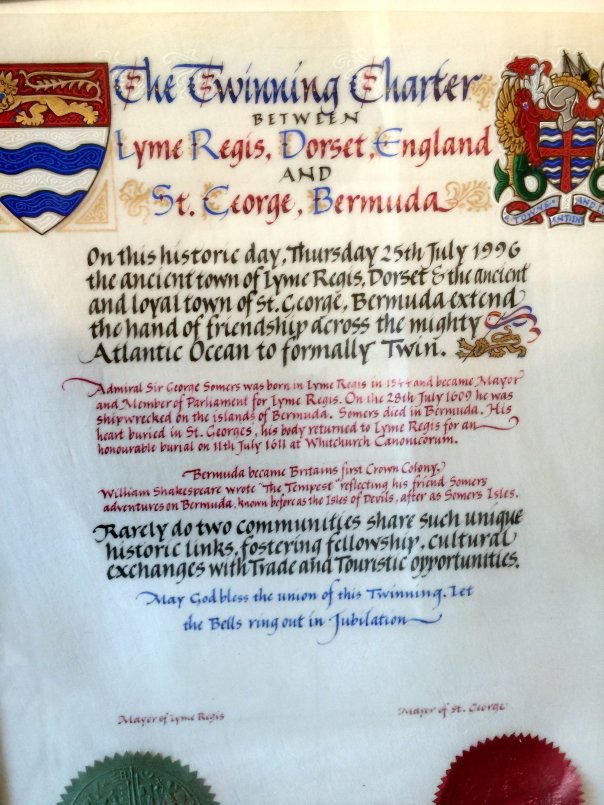 The Twinning Charter
BETWEEN
Lyme Regis, Dorset, England
AND
St. George, Bermuda
On this historic day, Thursday 25th July 1996
the ancient town of Lyme Regis, Dorset & the ancient
and loyal town of St. George, Bermuda extend
the hand of friendship across the mighty
Atlantic Ocean to formally Twin.
Admiral Sir George Somers was born in Lyme Regis in 1544 and became Mayor
and Member of Parliament for Lyme Regis. On the 28th July 1609 he was
shipwrecked on the islands of Bermuda. Somers died in Bermuda. His
heart buried in St. Georges, his body returned to Lyme Regis for an
honourable burial on 11th July 1611 at Whitchurch Canonicorum.
Bermuda became Britains first Crown Colony.
William Shakespeare wrote "The Tempest" reflecting his friend Somers
adventures on Bermuda, known before as the Isles of Devils, after as Somers Isles.
Rarely do two communities share such unique
historic links, fostering fellowship, cultural
exchanges with Trade and Touristic opportunities.
May God bless the union of this Twinning. Let
the Bells ring out in Jubilation
Mayor of Lyme Regis
Mayor of St. George